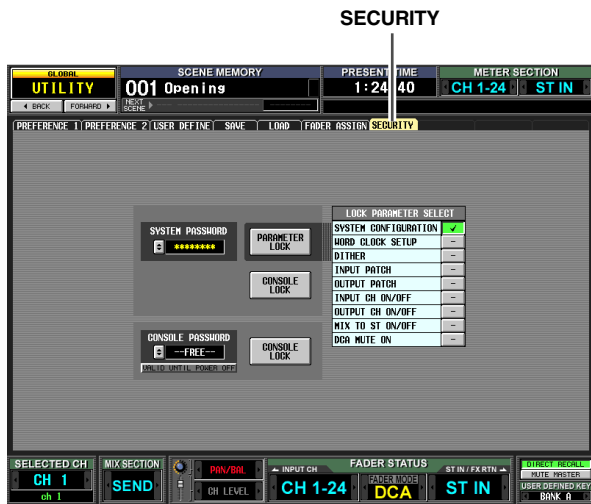 SECURITY
GLOBAL
UTILITY
BACK FORWARD
SCENE MEMORY
001 Opening
NEXT SCENE
PRESENT TIME
1:24 40
METER SECTION
CH 1-24 ST IN
PREFERENCE 1 PREFERENCE 2 USER DEFINE SAVE LOAD FADER ASSIGN SECURITY
SYSTEM PASSWORD
********
PARAMETER LOCK
CONSOLE LOCK
CONSOLE PASSWORD
--FREE--
VALID UNTIL POWER OFF
CONSOLE LOCK
LOCK PARAMETER SELECT
SYSTEM CONFIGURATION ✓
WORD CLOCK SETUP –
DITHER –
INPUT PATCH –
OUTPUT PATCH –
INPUT CH ON/OFF –
OUTPUT CH ON/OFF –
MIX TO ST ON/OFF –
DCA MUTE ON –
SELECTED CH
CH 1
ch 1
MIX SECTION
SEND
PAN/BAL
CH LEVEL
FADER STATUS
INPUT CH
CH 1-24
FADER MODE
DCA
ST IN / FX RTN
ST IN
DIRECT RECALL
MUTE MASTER
USER DEFINED KEY
BANK A